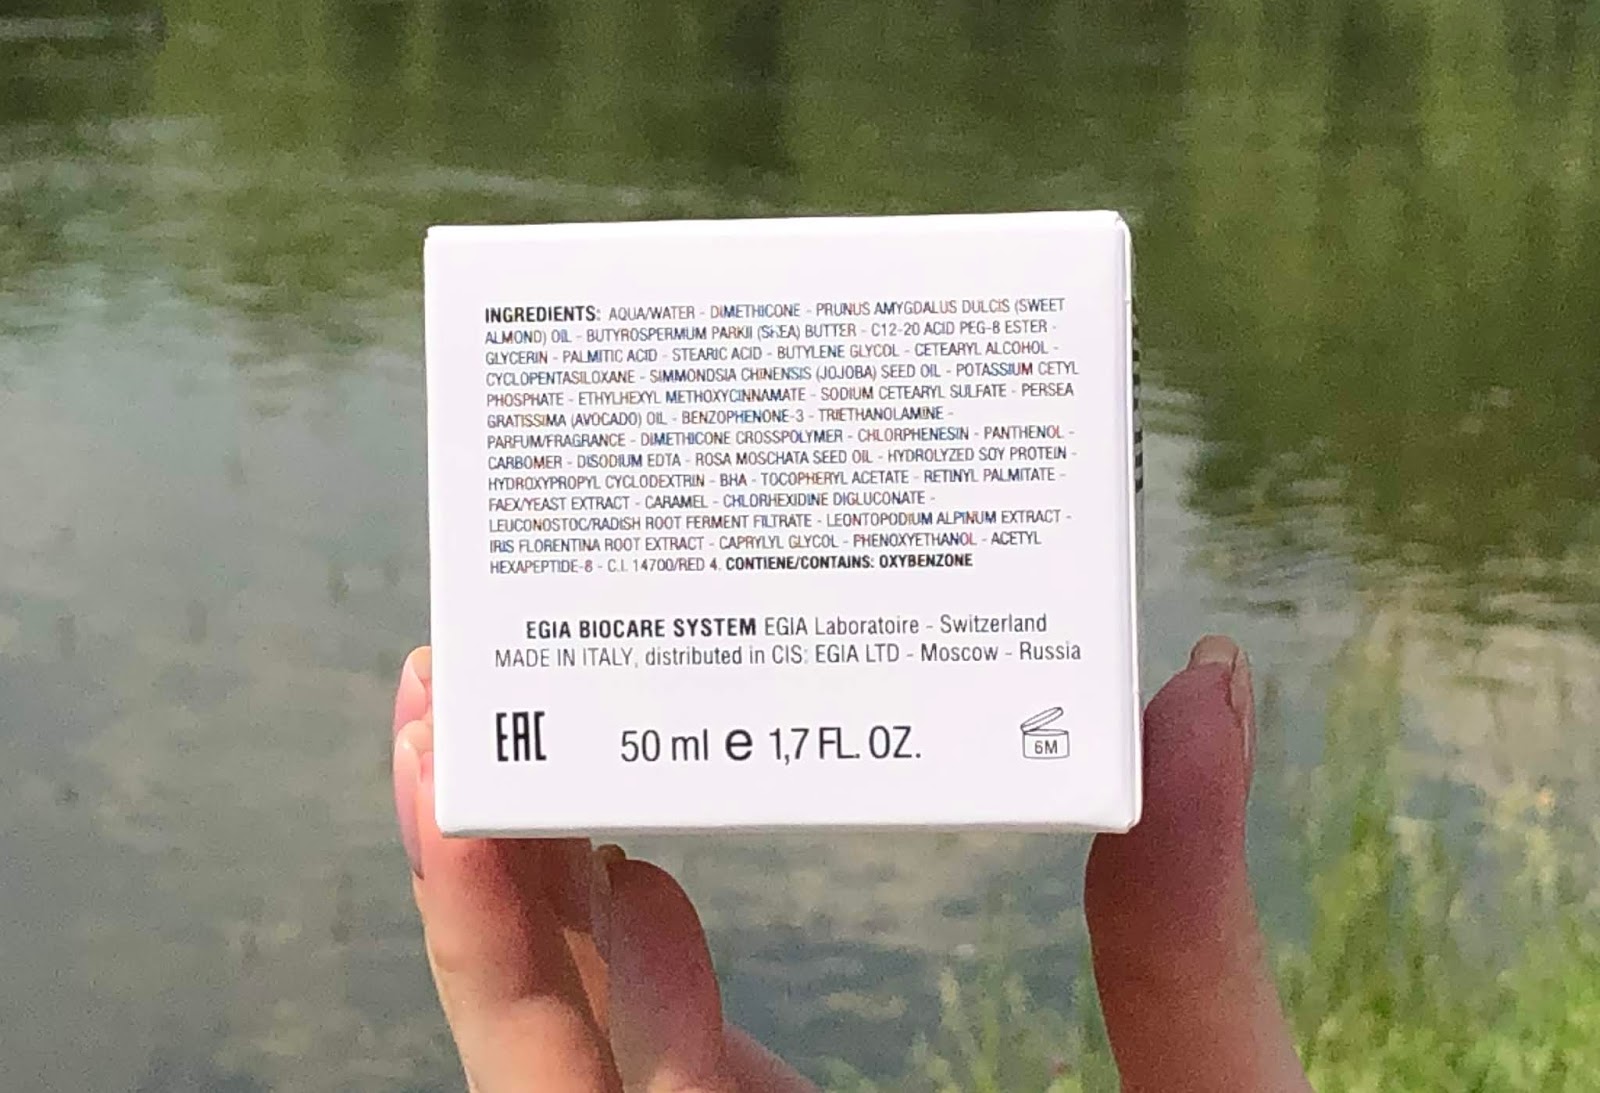 INGREDIENTS: AQUA/WATER - DIMETHICONE - PRUNUS AMYGDALUS DULCIS (SWEET
ALMOND) OIL - BUTYROSPERMUM PARKII (SHEA) BUTTER - C12-20 ACID PEG-8 ESTER -
GLYCERIN - PALMITIC ACID - STEARIC ACID - BUTYLENE GLYCOL - CETEARYL ALCOHOL -
CYCLOPENTASILOXANE - SIMMONDSIA CHINENSIS (JOJOBA) SEED OIL - POTASSIUM CETYL
PHOSPHATE - ETHYLHEXYL METHOXYCINNAMATE - SODIUM CETEARYL SULFATE - PERSEA
GRATISSIMA (AVOCADO) OIL - BENZOPHENONE-3 - TRIETHANOLAMINE -
PARFUM/FRAGRANCE - DIMETHICONE CROSSPOLYMER - CHLORPHENESIN - PANTHENOL -
CARBOMER - DISODIUM EDTA - ROSA MOSCHATA SEED OIL - HYDROLYZED SOY PROTEIN -
HYDROXYPROPYL CYCLODEXTRIN - BHA - TOCOPHERYL ACETATE - RETINYL PALMITATE -
FAEX/YEAST EXTRACT - CARAMEL - CHLORHEXIDINE DIGLUCONATE -
LEUCONOSTOC/RADISH ROOT FERMENT FILTRATE - LEONTOPODIUM ALPINUM EXTRACT -
IRIS FLORENTINA ROOT EXTRACT - CAPRYLYL GLYCOL - PHENOXYETHANOL - ACETYL
HEXAPEPTIDE-8 - C.I. 14700/RED 4. CONTIENE/CONTAINS: OXYBENZONE
EGIA BIOCARE SYSTEM EGIA Laboratoire - Switzerland
MADE IN ITALY, distributed in CIS: EGIA LTD - Moscow - Russia
EAC 50 ml e 1,7 FL. OZ. 6M